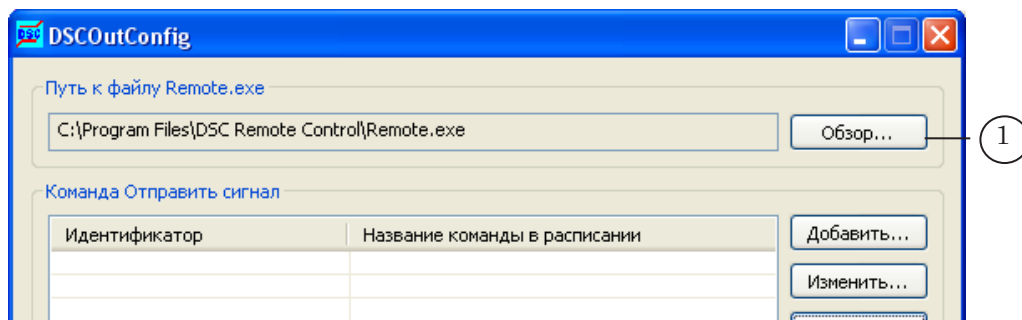 DSC DSCOutConfig
Путь к файлу Remote.exe
C:\Program Files\DSC Remote Control\Remote.exe
Обзор...
1
Команда Отправить сигнал
Идентификатор Название команды в расписании
Добавить...
Изменить...